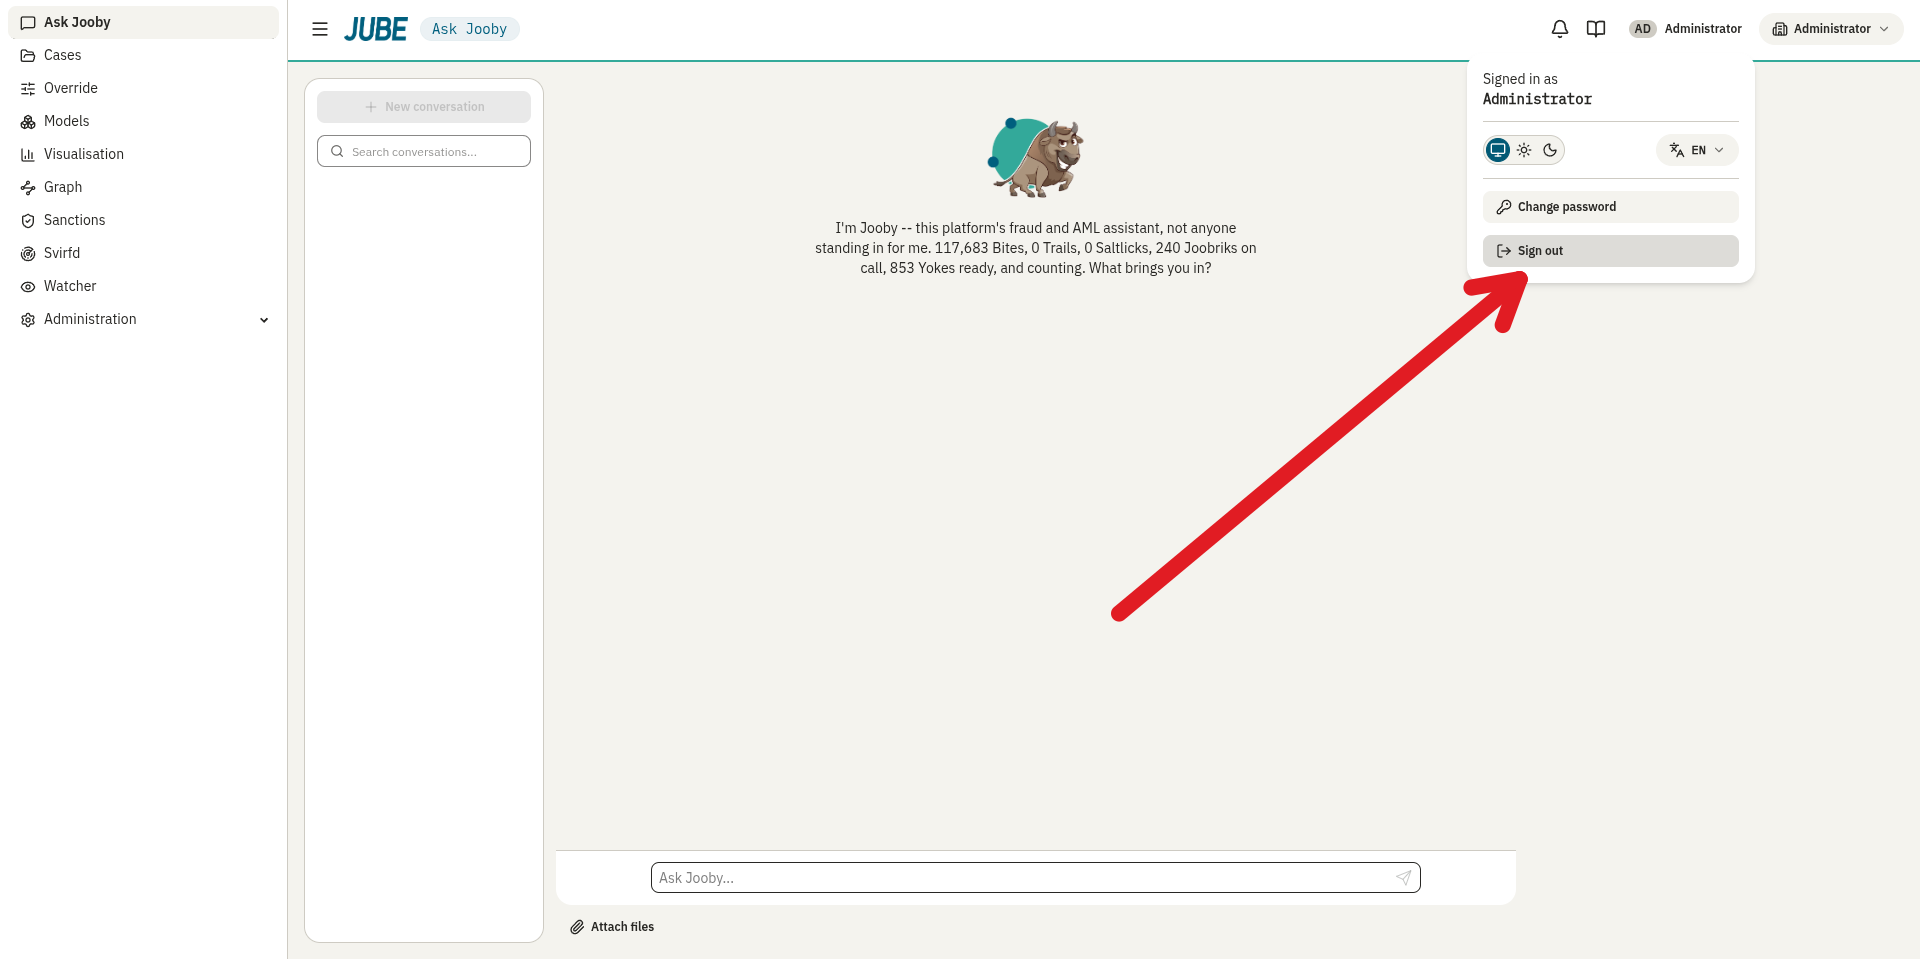 Ask Jooby
Cases
Override
Models
Visualisation
Graph
Sanctions
Svirfd
Watcher
Administration
JUBE
Ask Jooby
AD Administrator
Administrator
New conversation
Search conversations...
I'm Jooby -- this platform's fraud and AML assistant, not anyone
standing in for me. 117,683 Bites, 0 Trails, 0 Saltlicks, 240 Joobriks on
call, 853 Yokes ready, and counting. What brings you in?
Signed in as
Administrator
EN
Change password
Sign out
Ask Jooby...
Attach files